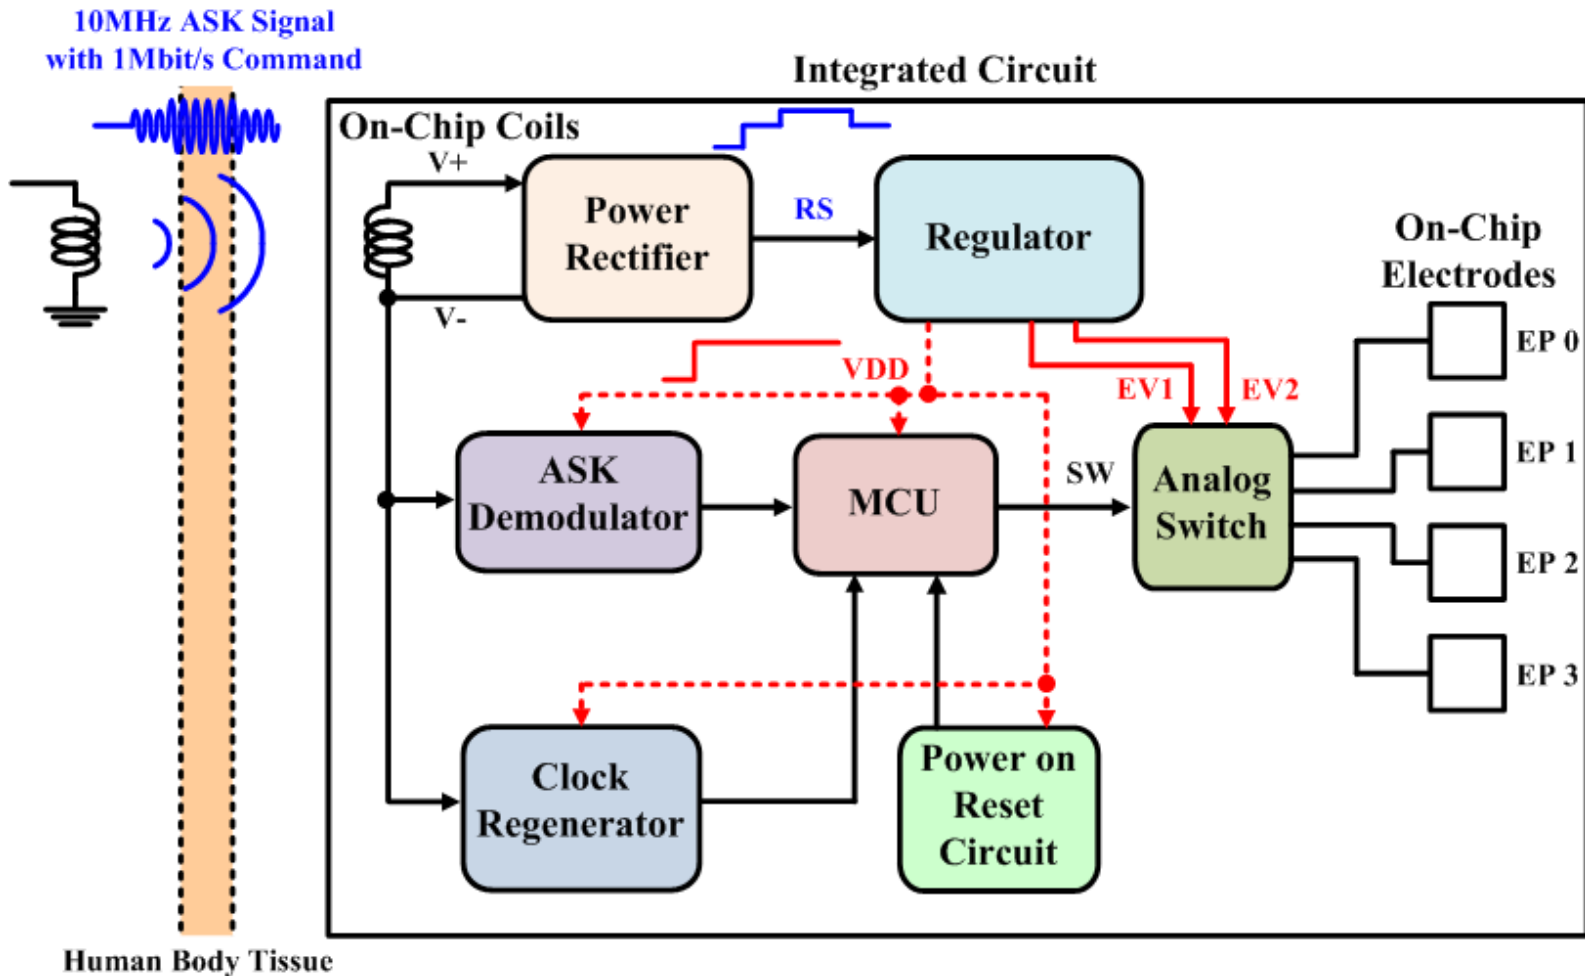 10MHz ASK Signal
with 1Mbit/s Command
Integrated Circuit
On-Chip Coils
V+
Power
Rectifier
RS
Regulator
V-
On-Chip
Electrodes
EP 0
VDD
EV1
EV2
ASK
Demodulator
MCU
SW
Analog
Switch
EP 1
EP 2
EP 3
Clock
Regenerator
Power on
Reset
Circuit
Human Body Tissue